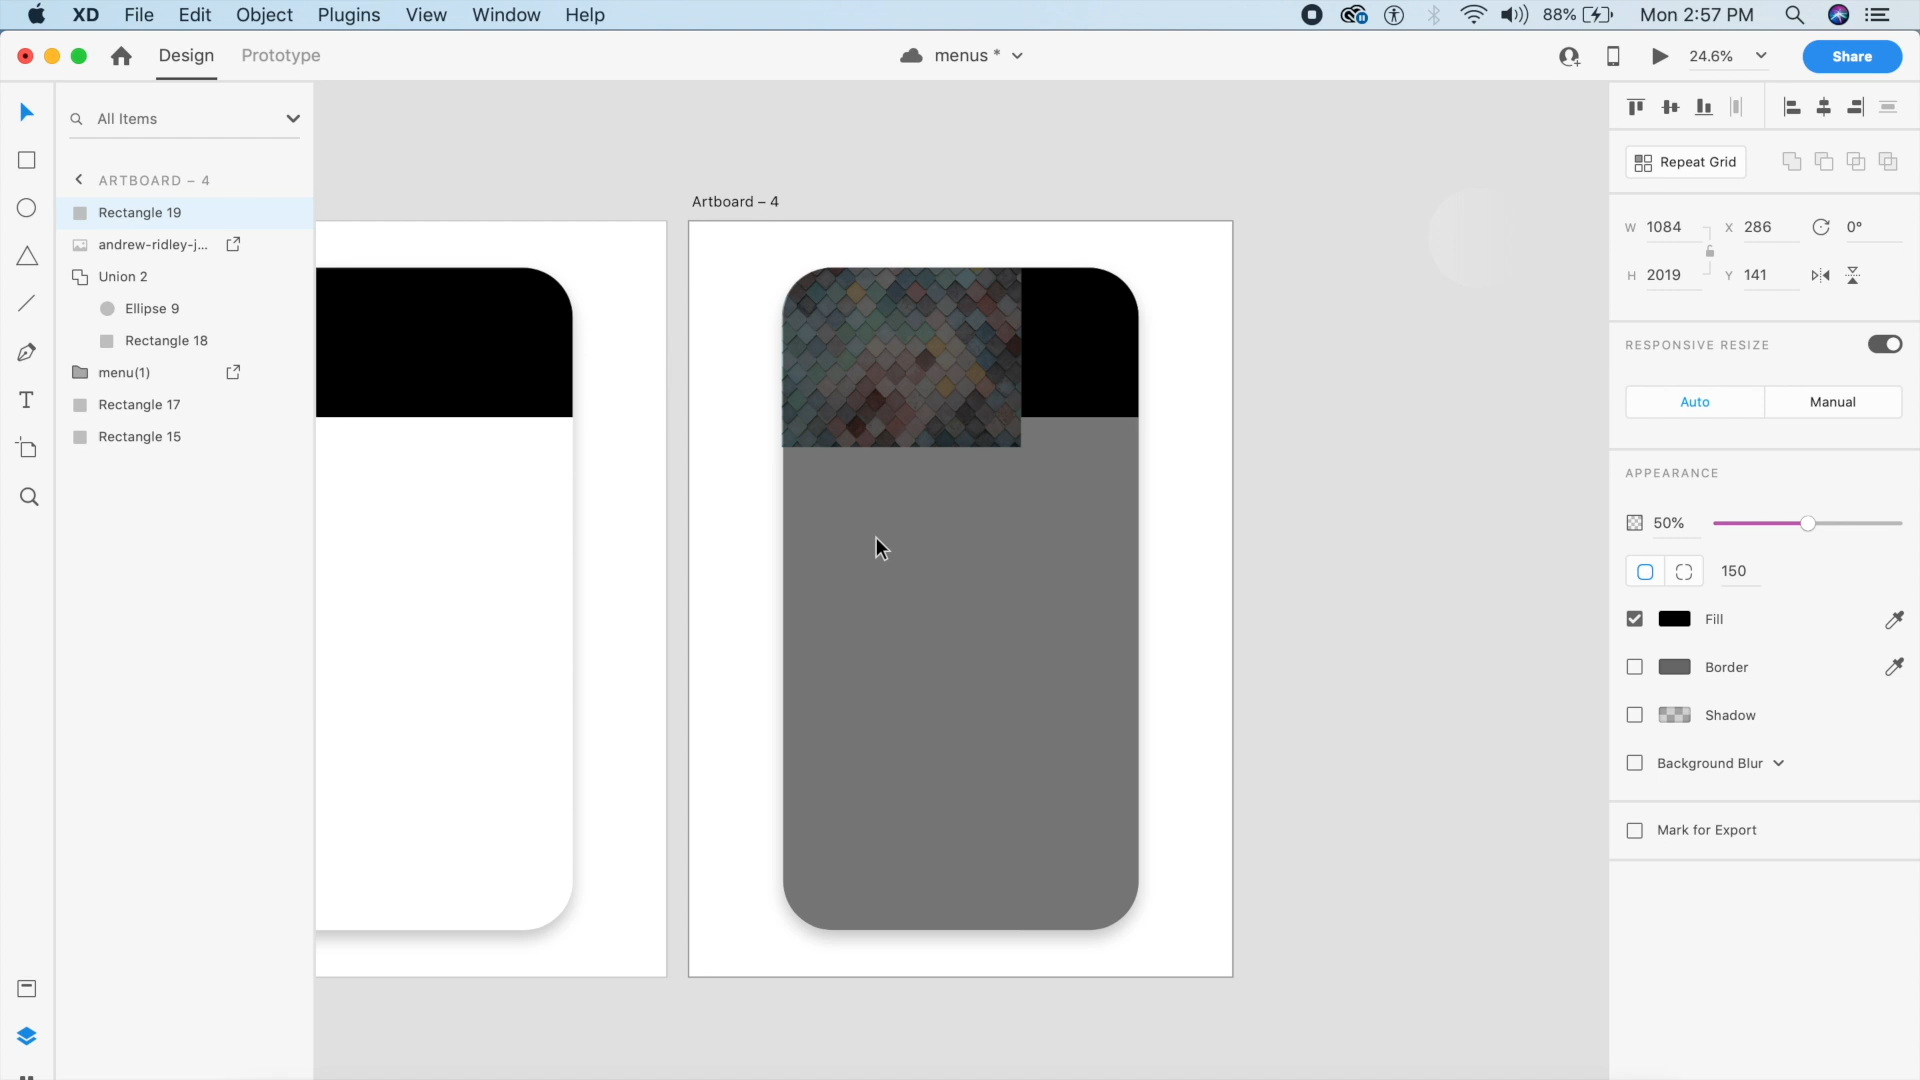 XD File Edit Object Plugins View Window Help 88% Mon 2:57 PM
Design Prototype menus * 24.6% Share
All Items
ARTBOARD – 4
Rectangle 19
andrew-ridley-j...
Union 2
Ellipse 9
Rectangle 18
menu(1)
Rectangle 17
Rectangle 15
Artboard – 4
Repeat Grid
W 1084 X 286 0°
H 2019 Y 141
RESPONSIVE RESIZE
Auto Manual
APPEARANCE
50%
150
Fill
Border
Shadow
Background Blur
Mark for Export